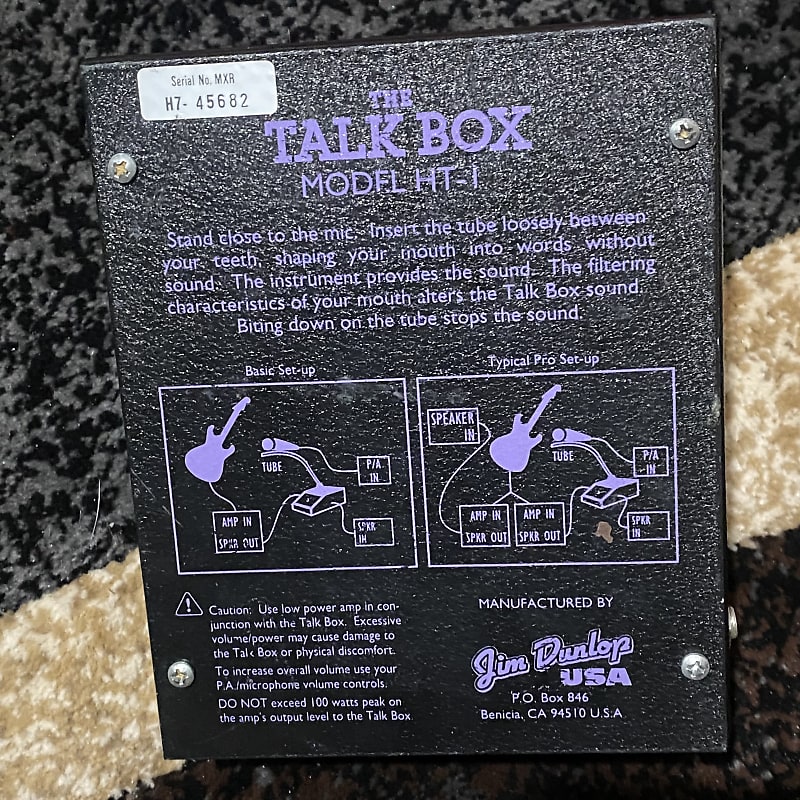 Serial No. MXR
H7- 45682
THE
TALK BOX
MODEL HT-1
Stand close to the mic. Insert the tube loosely between
your teeth, shaping your mouth into words without
sound. The instrument provides the sound. The filtering
characteristics of your mouth alters the Talk Box sound.
Biting down on the tube stops the sound.
Basic Set-up
TUBE
P/A
IN
AMP IN
SPKR OUT
SPKR
IN
Typical Pro Set-up
SPEAKER
IN
TUBE
P/A
IN
AMP IN
SPKR OUT
AMP IN
SPKR OUT
SPKR
IN
Caution: Use low power amp in con-
junction with the Talk Box. Excessive
volume/power may cause damage to
the Talk Box or physical discomfort.
To increase overall volume use your
P.A./microphone volume controls.
DO NOT exceed 100 watts peak on
the amp's output level to the Talk Box
MANUFACTURED BY
Jim Dunlop
USA
P.O. Box 846
Benicia, CA 94510 U.S.A.